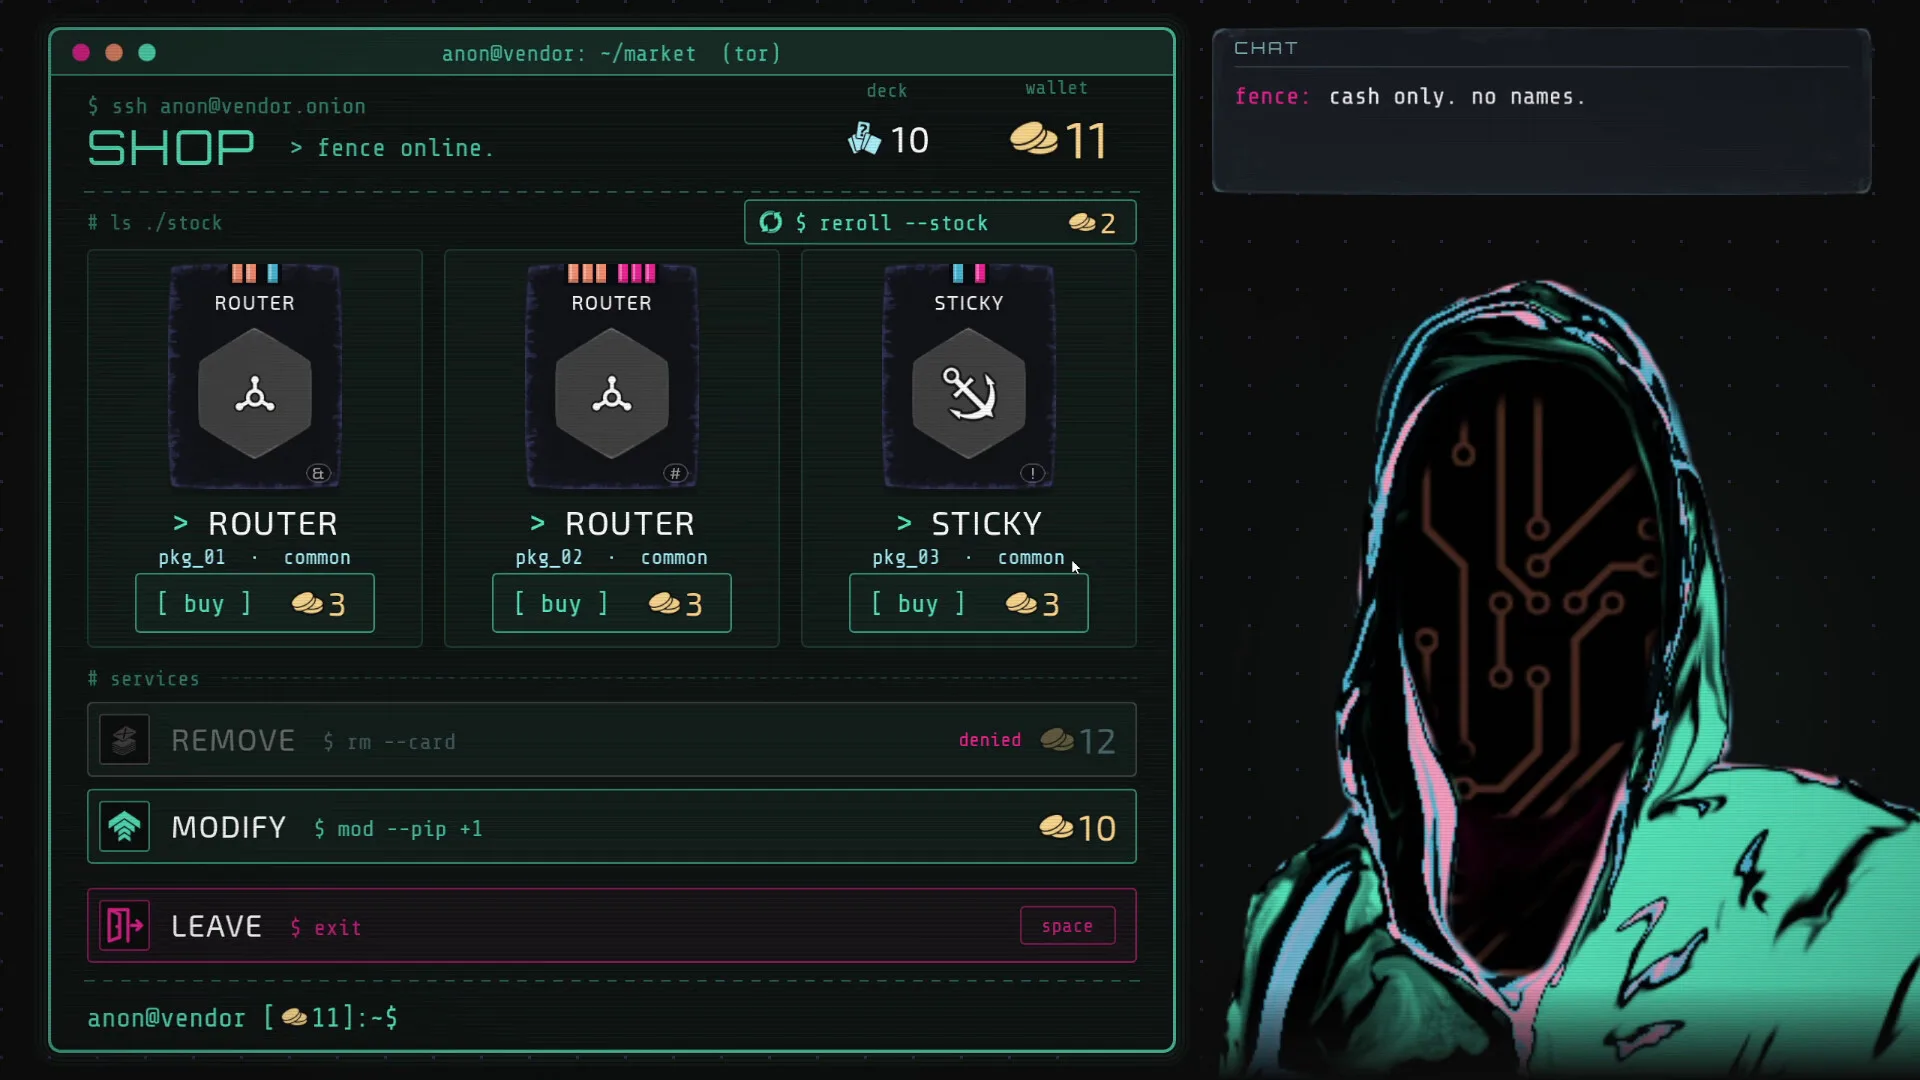 anon@vendor: ~/market (tor)
$ ssh anon@vendor.onion
SHOP > fence online.
deck
10
wallet
11
# ls ./stock
$ reroll --stock 2
ROUTER
&
> ROUTER
pkg_01 · common
[ buy ] 3
ROUTER
#
> ROUTER
pkg_02 · common
[ buy ] 3
STICKY
!
> STICKY
pkg_03 · common
[ buy ] 3
# services
REMOVE $ rm --card denied 12
MODIFY $ mod --pip +1 10
LEAVE $ exit space
anon@vendor [11]:~$
CHAT
fence: cash only. no names.